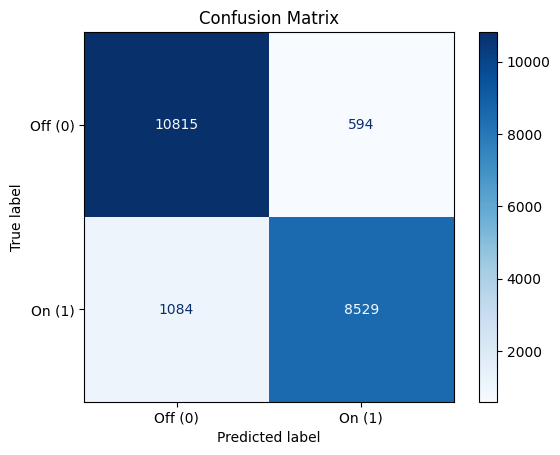 Confusion Matrix
True label
Off (0)
10815
594
On (1)
1084
8529
Off (0)
On (1)
Predicted label
10000
8000
6000
4000
2000